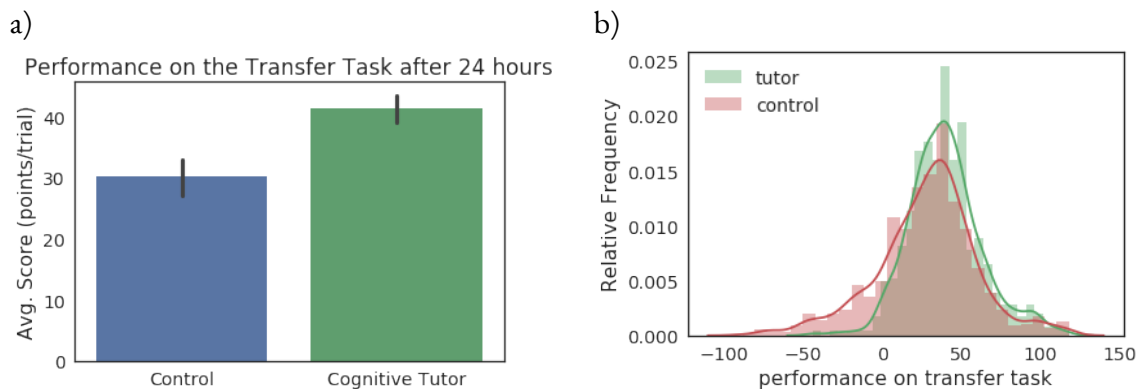 a)
Performance on the Transfer Task after 24 hours
Avg. Score (points/trial)
40
30
20
10
0
Control
Cognitive Tutor
b)
tutor
control
Relative Frequency
0.025
0.020
0.015
0.010
0.005
0.000
−100
−50
0
50
100
150
performance on transfer task